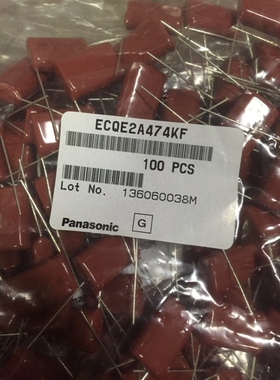 ECQE2A474KF
100 PCS
Lot No. 136060038M
Panasonic G